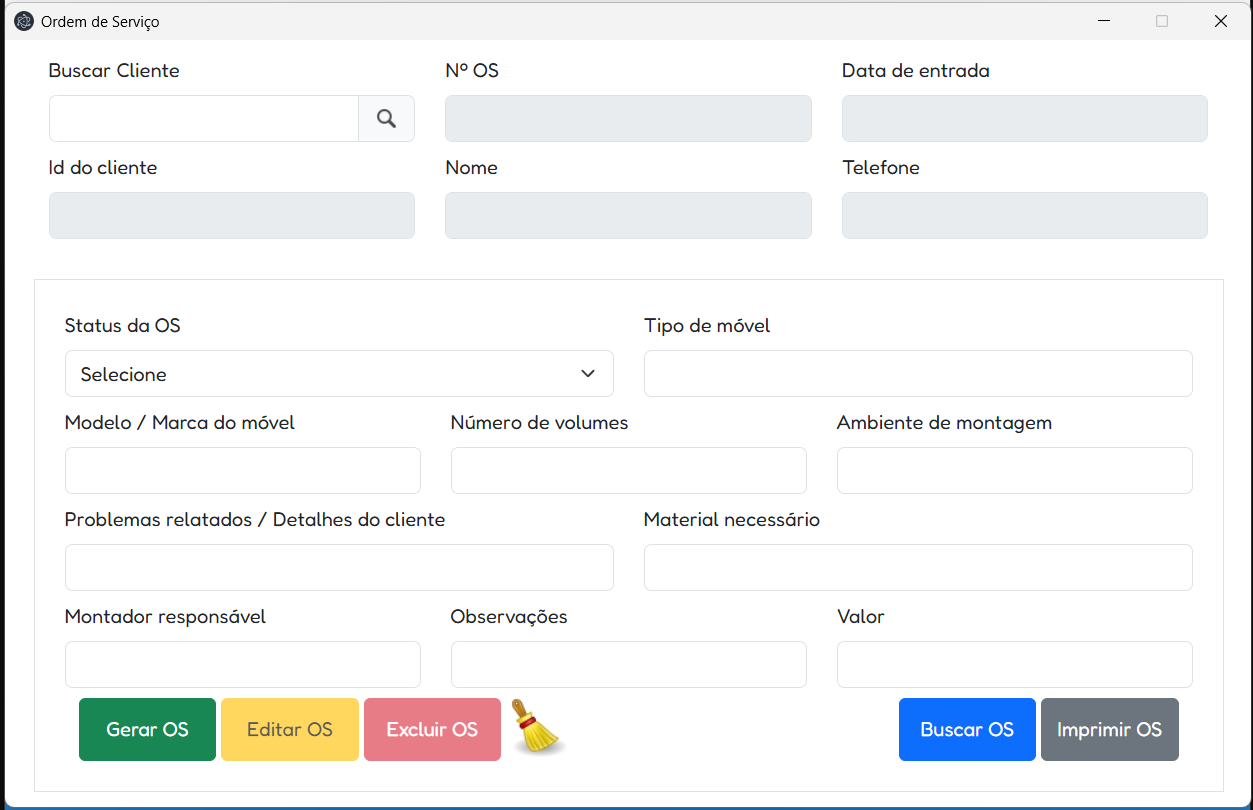 Ordem de Serviço
Buscar Cliente Nº OS Data de entrada
Id do cliente Nome Telefone
Status da OS Tipo de móvel
Selecione
Modelo / Marca do móvel Número de volumes Ambiente de montagem
Problemas relatados / Detalhes do cliente Material necessário
Montador responsável Observações Valor
Gerar OS Editar OS Excluir OS Buscar OS Imprimir OS